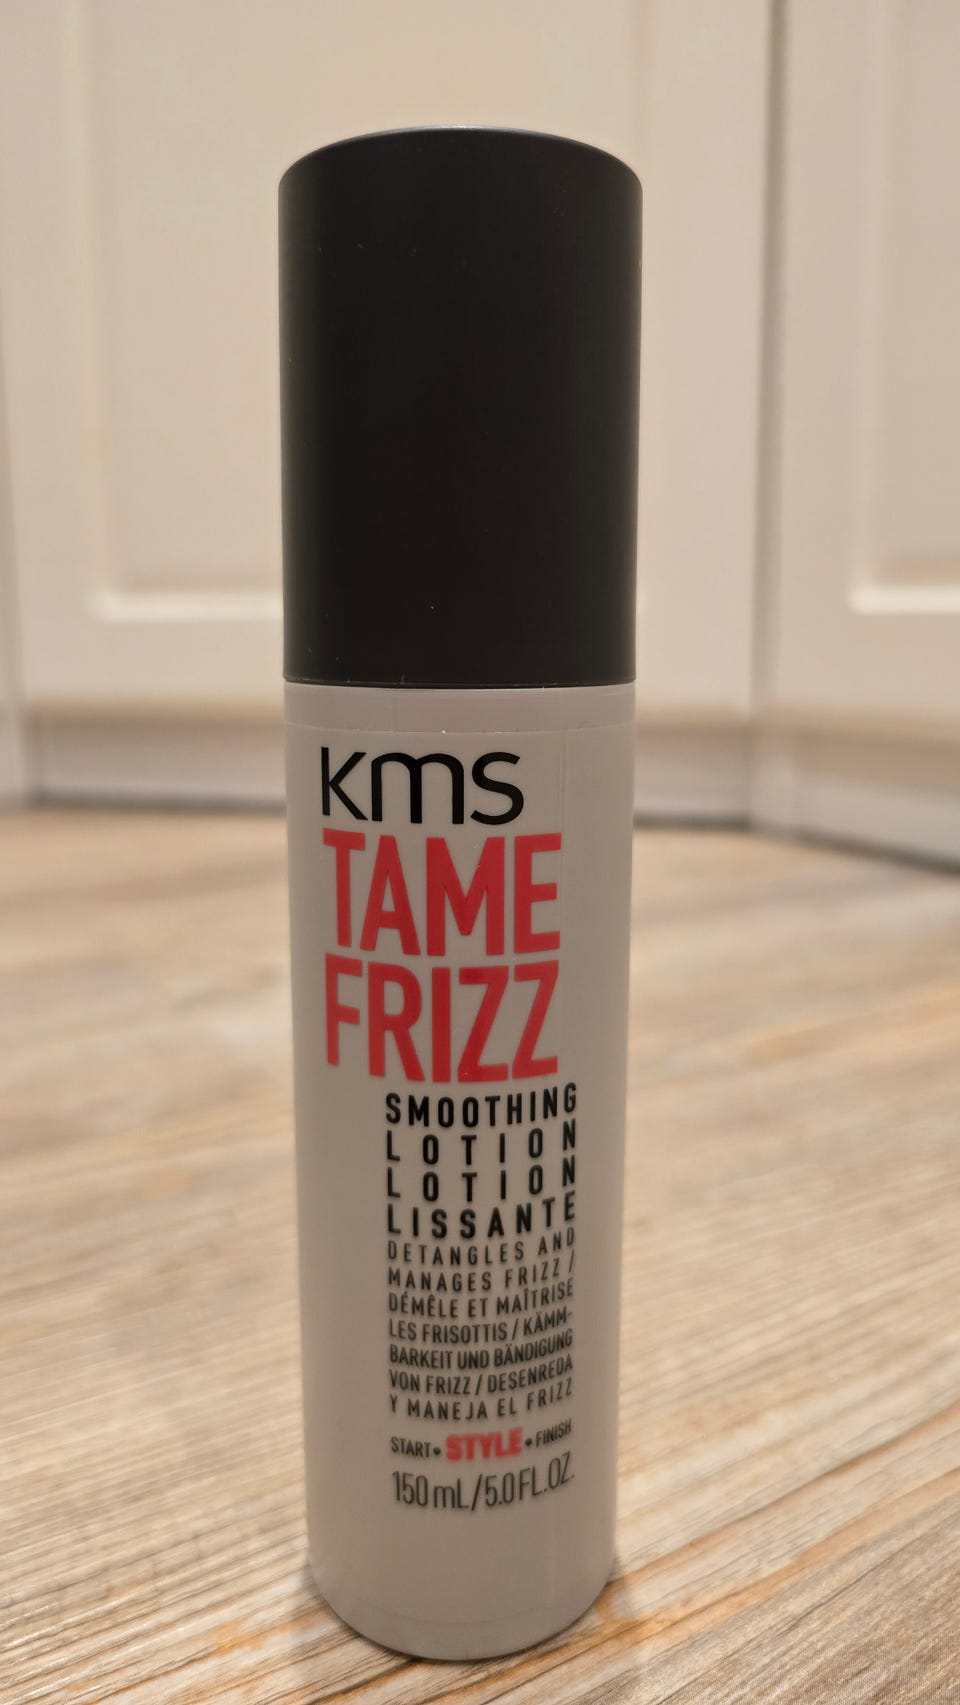 kms
TAME
FRIZZ
SMOOTHING
LOTION
LOTION
LISSANTE
DETANGLES AND
MANAGES FRIZZ /
DÉMÊLE ET MAÎTRISE
LES FRISOTTIS / KÄMM-
BARKEIT UND BÄNDIGUNG
VON FRIZZ / DESENREDA
Y MANEJA EL FRIZZ
START • STYLE • FINISH
150 mL/5.0 FL.OZ.